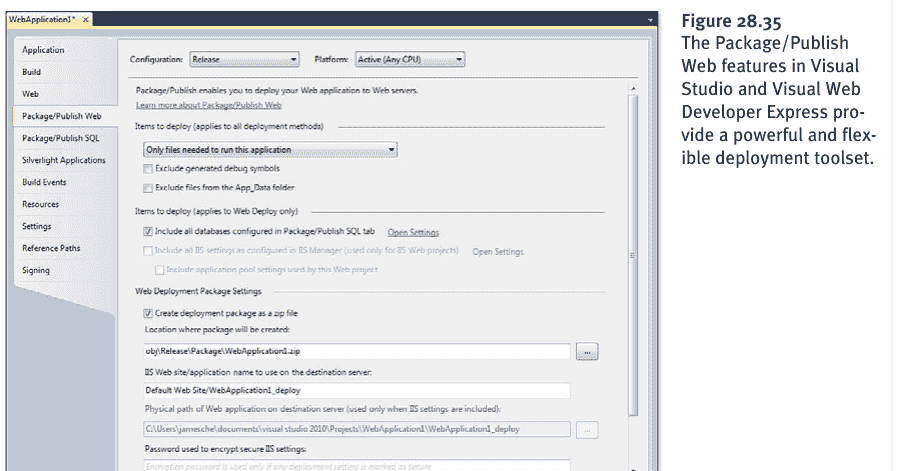 WebApplication1* X
Application
Build
Web
Package/Publish Web
Package/Publish SQL
Silverlight Applications
Build Events
Resources
Settings
Reference Paths
Signing
Configuration: Release Platform: Active (Any CPU)
Package/Publish enables you to deploy your Web application to Web servers.
Learn more about Package/Publish Web
Items to deploy (applies to all deployment methods)
Only files needed to run this application
Exclude generated debug symbols
Exclude files from the App_Data folder
Items to deploy (applies to Web Deploy only)
Include all databases configured in Package/Publish SQL tab Open Settings
Include all IIS settings as configured in IIS Manager (used only for IIS Web projects) Open Settings
Include application pool settings used by this Web project
Web Deployment Package Settings
Create deployment package as a zip file
Location where package will be created:
obj\Release\Package\WebApplication1.zip ...
IIS Web site/application name to use on the destination server:
Default Web Site/WebApplication1_deploy
Physical path of Web application on destination server (used only when IIS settings are included):
C:\Users\jamesche\documents\visual studio 2010\Projects\WebApplication1\WebApplication1_deploy ...
Password used to encrypt secure IIS settings:
Encryption password is used only if any deployment setting is marked as secure
Figure 28.35
The Package/Publish
Web features in Visual
Studio and Visual Web
Developer Express pro-
vide a powerful and flex-
ible deployment toolset.